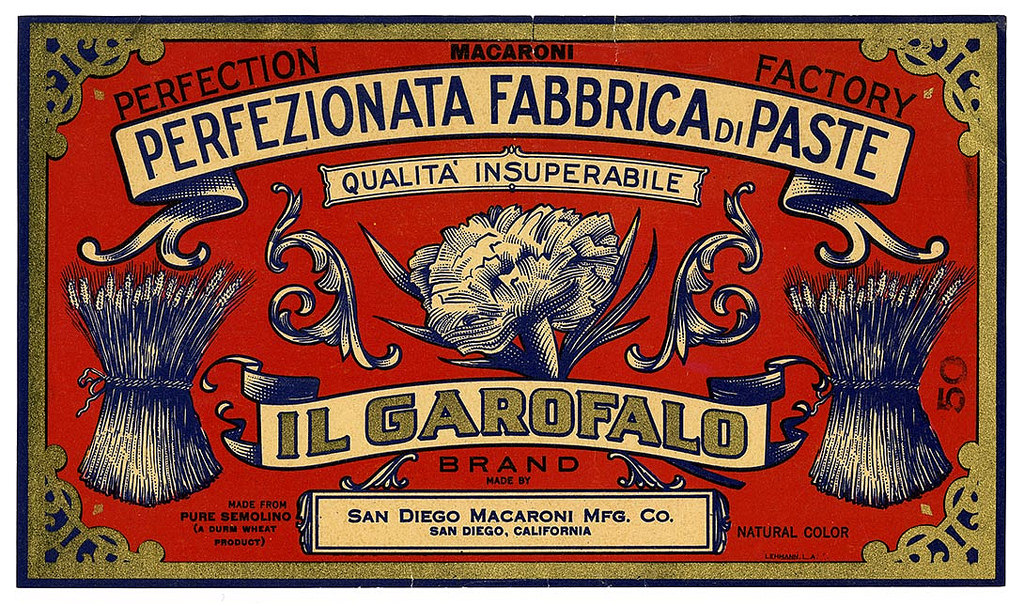 MACARONI
PERFECTION FACTORY
PERFEZIONATA FABBRICA DI PASTE
QUALITA' INSUPERABILE
50
IL GAROFALO
BRAND
MADE BY
MADE FROM
PURE SEMOLINO
(A DURM WHEAT
PRODUCT)
SAN DIEGO MACARONI MFG. CO.
SAN DIEGO, CALIFORNIA
NATURAL COLOR
LEHMANN. L.A